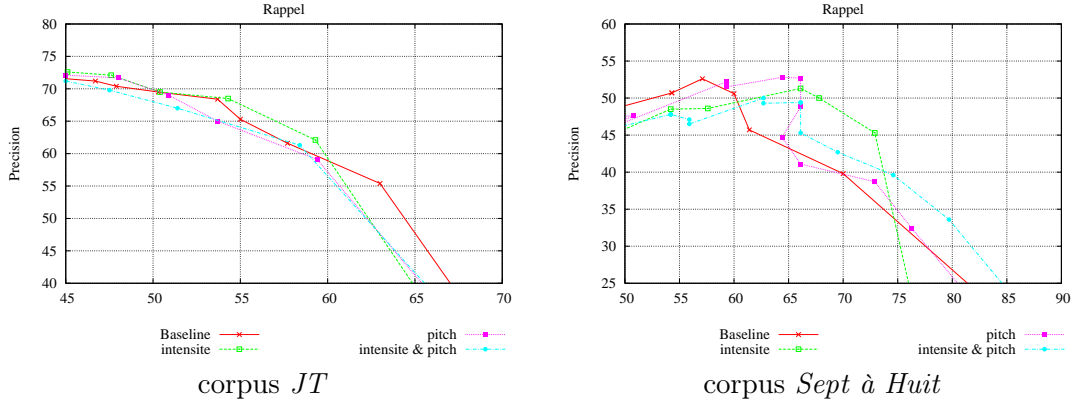 Rappel
80
75
70
65
60
55
50
45
40
45 50 55 60 65 70
Precision
Baseline
intensite
pitch
intensite & pitch
corpus JT
Rappel
60
55
50
45
40
35
30
25
50 55 60 65 70 75 80 85 90
Precision
Baseline
intensite
pitch
intensite & pitch
corpus Sept à Huit